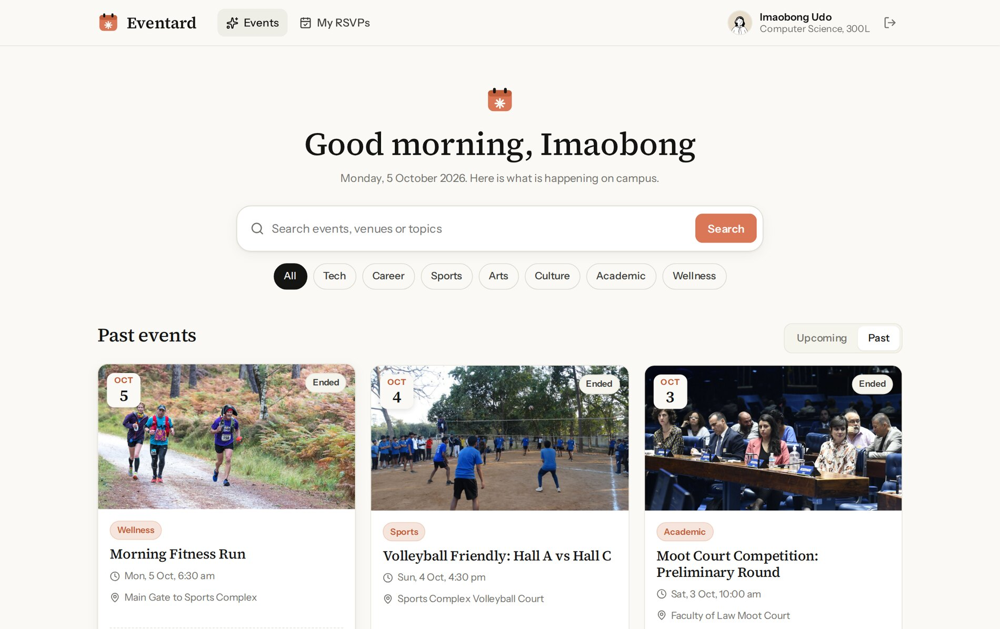 Eventard
Events
My RSVPs
Imaobong Udo
Computer Science, 300L
Good morning, Imaobong
Monday, 5 October 2026. Here is what is happening on campus.
Search events, venues or topics
Search
All
Tech
Career
Sports
Arts
Culture
Academic
Wellness
Past events
Upcoming
Past
OCT
5
Ended
158
Wellness
Morning Fitness Run
Mon, 5 Oct, 6:30 am
Main Gate to Sports Complex
OCT
4
Ended
Sports
Volleyball Friendly: Hall A vs Hall C
Sun, 4 Oct, 4:30 pm
Sports Complex Volleyball Court
OCT
3
Ended
Academic
Moot Court Competition:
Preliminary Round
Sat, 3 Oct, 10:00 am
Faculty of Law Moot Court